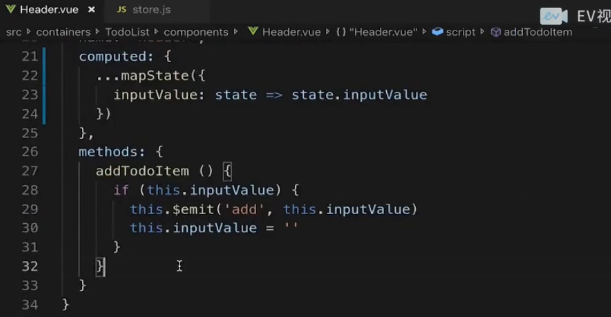 Header.vue × JS store.js
EV视
src > containers > TodoList > components > Header.vue > {} "Header.vue" > script > addTodoItem
21 computed: {
22 ...mapState({
23 inputValue: state => state.inputValue
24 })
25 },
26 methods: {
27 addTodoItem () {
28 if (this.inputValue) {
29 this.$emit('add', this.inputValue)
30 this.inputValue = ''
31 }
32 }
33 }
34 }